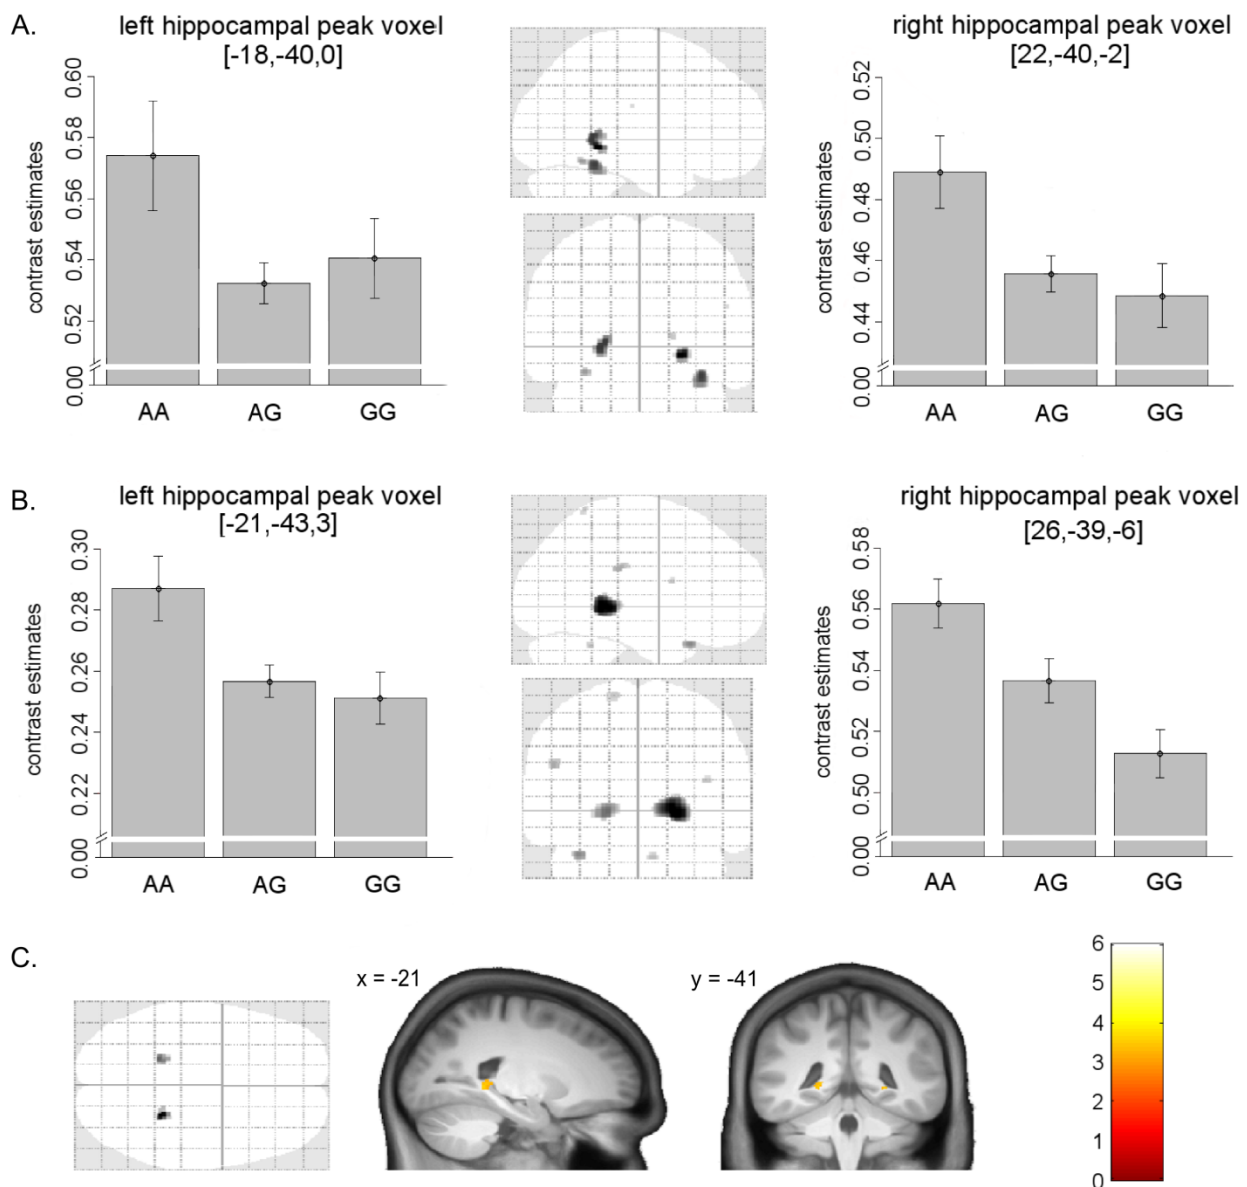 A.
left hippocampal peak voxel
[-18,-40,0]
contrast estimates
0.60
0.58
0.56
0.54
0.52
0.00
AA AG GG
right hippocampal peak voxel
[22,-40,-2]
contrast estimates
0.52
0.50
0.48
0.46
0.44
0.00
AA AG GG
B.
left hippocampal peak voxel
[-21,-43,3]
contrast estimates
0.30
0.28
0.26
0.24
0.22
0.00
AA AG GG
right hippocampal peak voxel
[26,-39,-6]
contrast estimates
0.58
0.56
0.54
0.52
0.50
0.00
AA AG GG
C.
x = -21
y = -41
6
5
4
3
2
1
0